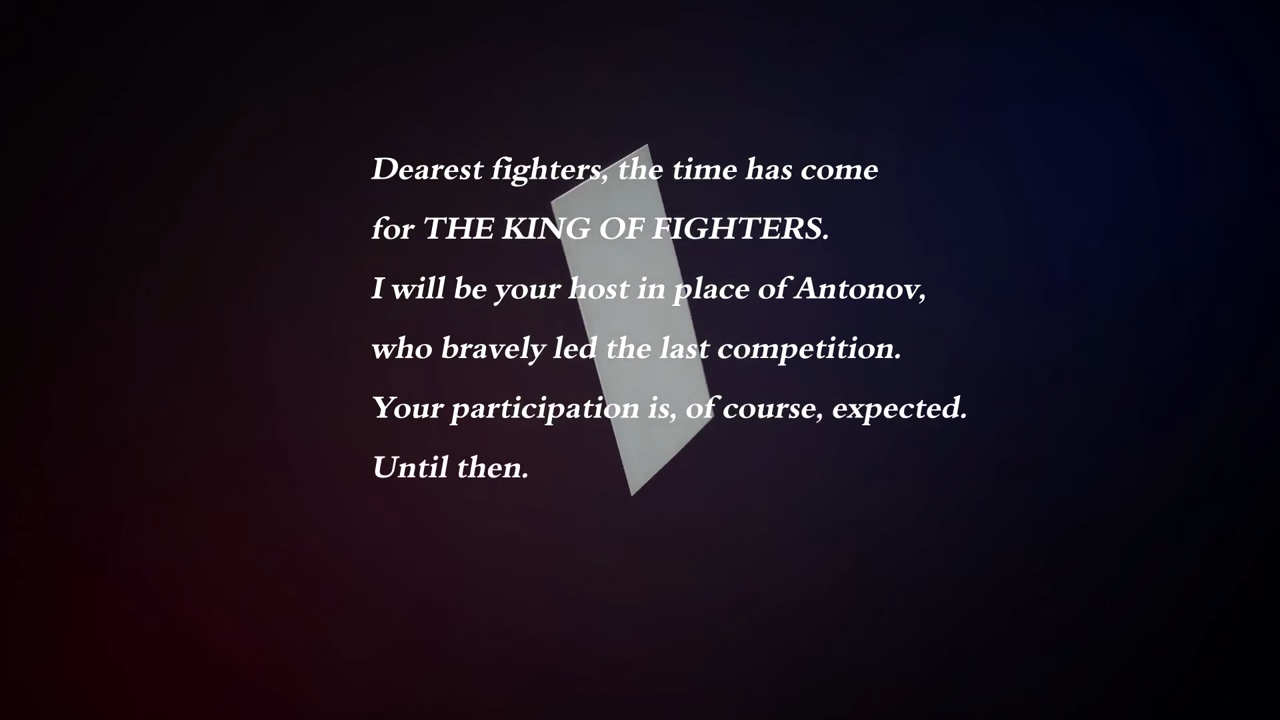 Dearest fighters, the time has come
for THE KING OF FIGHTERS.
I will be your host in place of Antonov,
who bravely led the last competition.
Your participation is, of course, expected.
Until then.